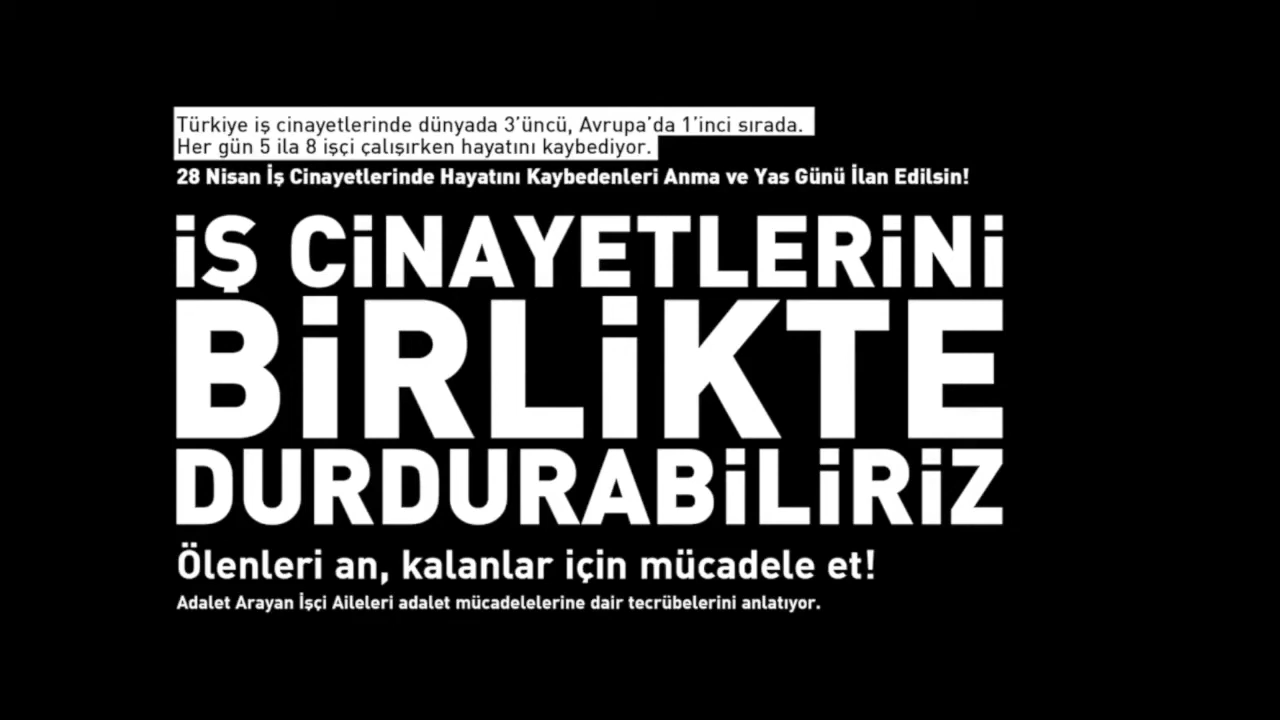 Türkiye iş cinayetlerinde dünyada 3'üncü, Avrupa'da 1'inci sırada.
Her gün 5 ila 8 işçi çalışırken hayatını kaybediyor.
28 Nisan İş Cinayetlerinde Hayatını Kaybedenleri Anma ve Yas Günü İlan Edilsin!
İŞ CİNAYETLERİNİ
BİRLİKTE
DURDURABİLİRİZ
Ölenleri an, kalanlar için mücadele et!
Adalet Arayan İşçi Aileleri adalet mücadelelerine dair tecrübelerini anlatıyor.